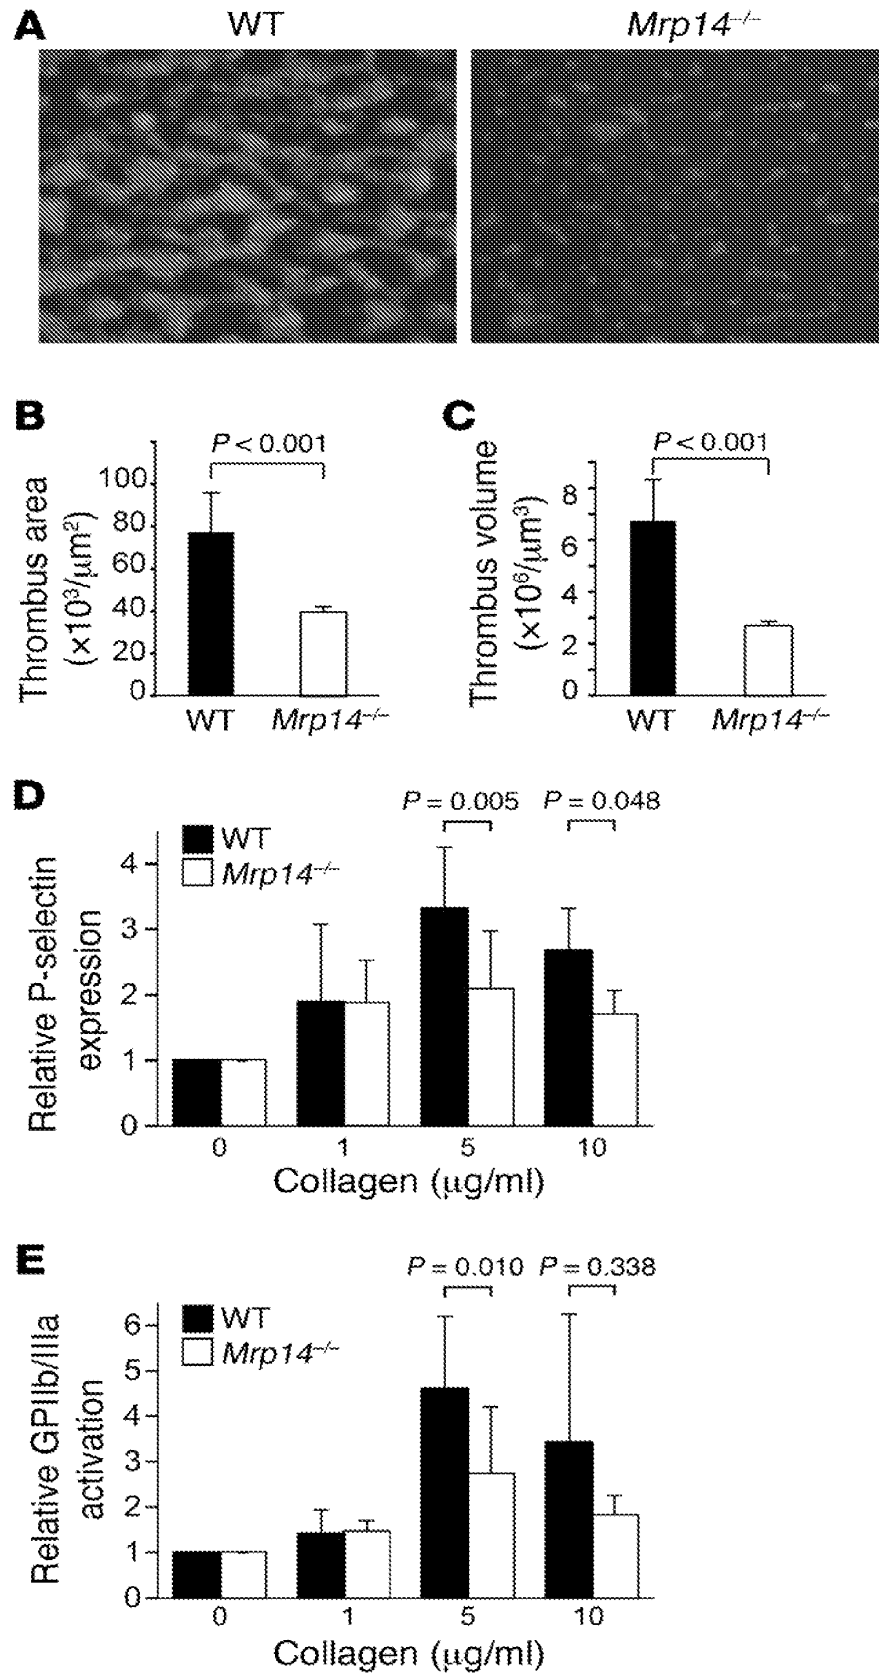 A
WT
Mrp14⁻/⁻
B
P < 0.001
Thrombus area
(×10³/μm²)
100
80
60
40
20
0
WT
Mrp14⁻/⁻
C
P < 0.001
Thrombus volume
(×10⁶/μm³)
8
6
4
2
0
WT
Mrp14⁻/⁻
D
P = 0.005
P = 0.048
WT
Mrp14⁻/⁻
Relative P-selectin
expression
4
3
2
1
0
0
1
5
10
Collagen (μg/ml)
E
P = 0.010
P = 0.338
WT
Mrp14⁻/⁻
Relative GPIIb/IIIa
activation
6
5
4
3
2
1
0
0
1
5
10
Collagen (μg/ml)